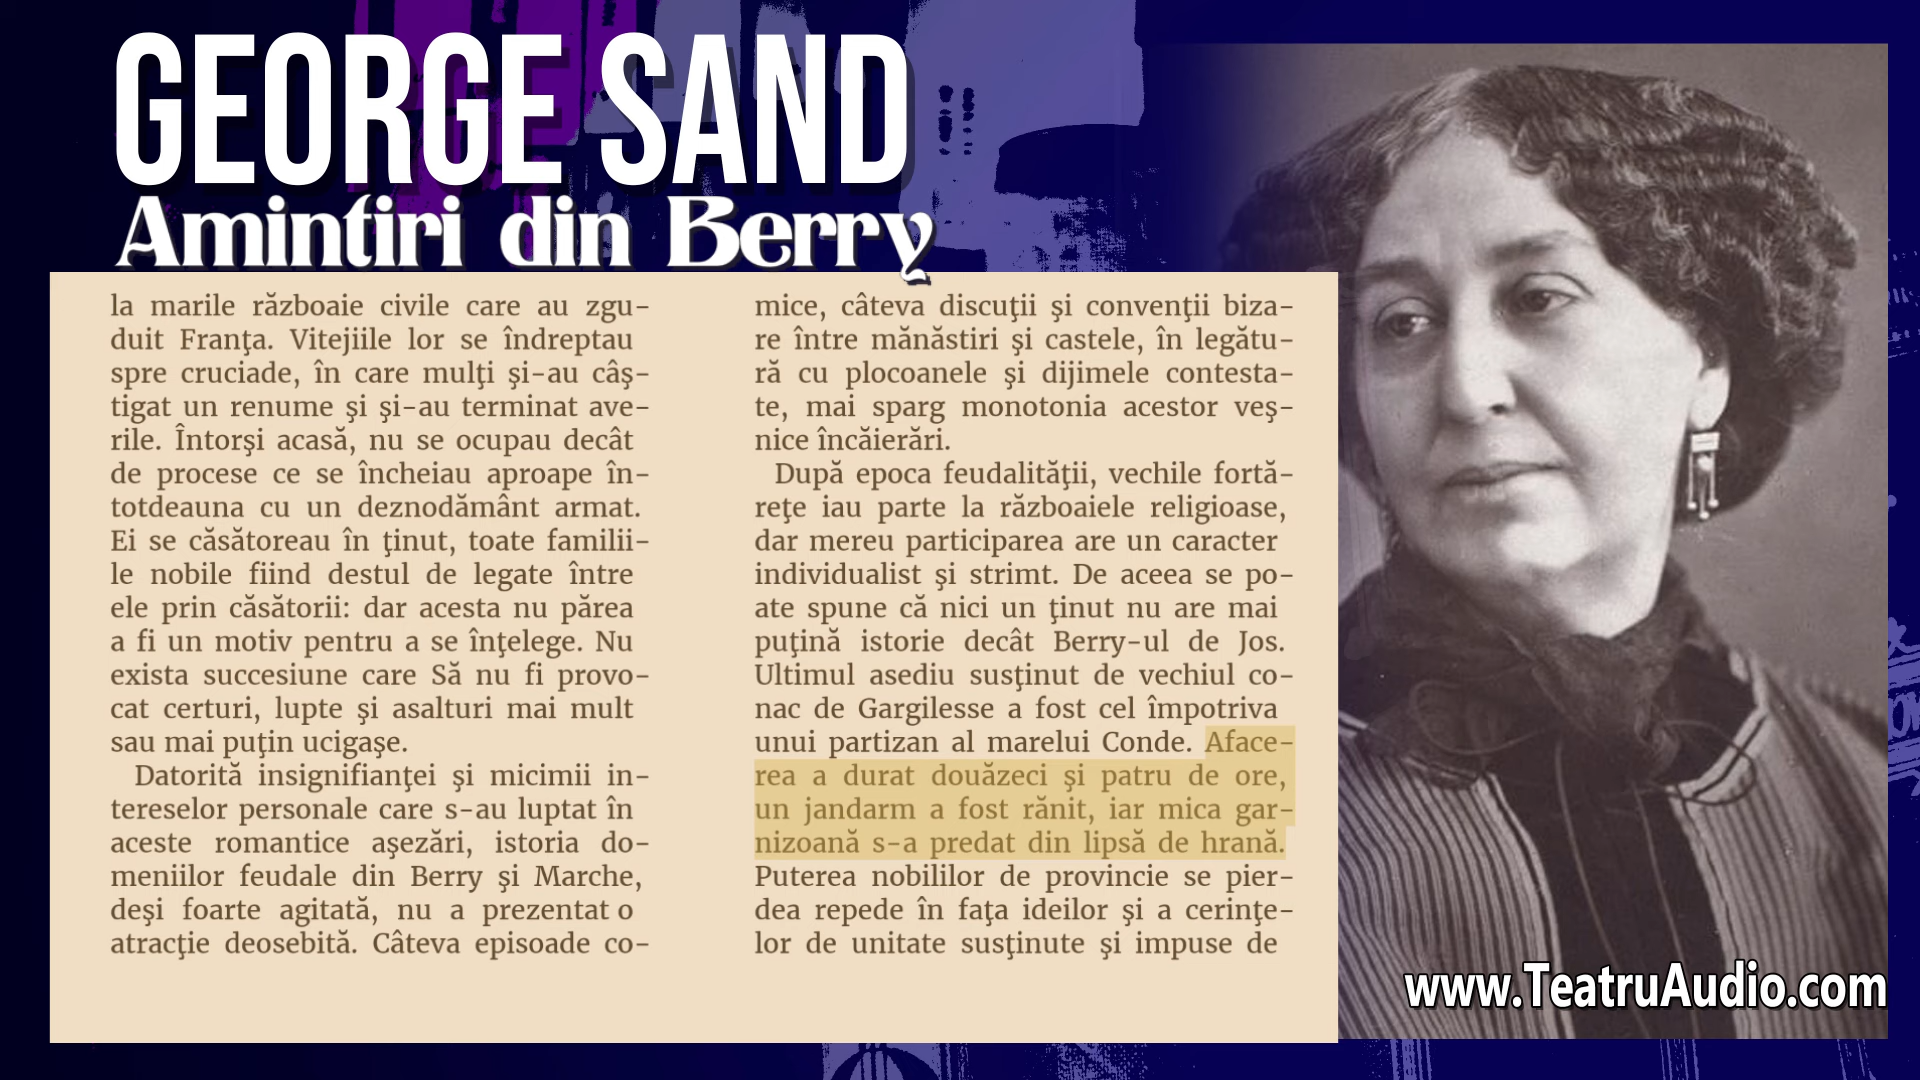 GEORGE SAND
Amintiri din Berry
la marile războaie civile care au zgu-
duit Franţa. Vitejiile lor se îndreptau
spre cruciade, în care mulţi şi-au câş-
tigat un renume şi şi-au terminat ave-
rile. Întorşi acasă, nu se ocupau decât
de procese ce se încheiau aproape în-
totdeauna cu un deznodământ armat.
Ei se căsătoreau în ţinut, toate familii-
le nobile fiind destul de legate între
ele prin căsătorii: dar acesta nu părea
a fi un motiv pentru a se înţelege. Nu
exista succesiune care Să nu fi provo-
cat certuri, lupte şi asalturi mai mult
sau mai puţin ucigaşe.
Datorită insignifianţei şi micimii in-
tereselor personale care s-au luptat în
aceste romantice aşezări, istoria do-
meniilor feudale din Berry şi Marche,
deşi foarte agitată, nu a prezentat o
atracţie deosebită. Câteva episoade co-
mice, câteva discuţii şi convenţii biza-
re între mănăstiri şi castele, în legătu-
ră cu plocoanele şi dijimele contesta-
te, mai sparg monotonia acestor veş-
nice încăierări.
După epoca feudalităţii, vechile fortă-
reţe iau parte la războaiele religioase,
dar mereu participarea are un caracter
individualist şi strimt. De aceea se po-
ate spune că nici un ţinut nu are mai
puţină istorie decât Berry-ul de Jos.
Ultimul asediu susţinut de vechiul co-
nac de Gargilesse a fost cel împotriva
unui partizan al marelui Conde. Aface-
rea a durat douăzeci şi patru de ore,
un jandarm a fost rănit, iar mica gar-
nizoană s-a predat din lipsă de hrană.
Puterea nobililor de provincie se pier-
dea repede în faţa ideilor şi a cerinţe-
lor de unitate susţinute şi impuse de
www.TeatruAudio.com